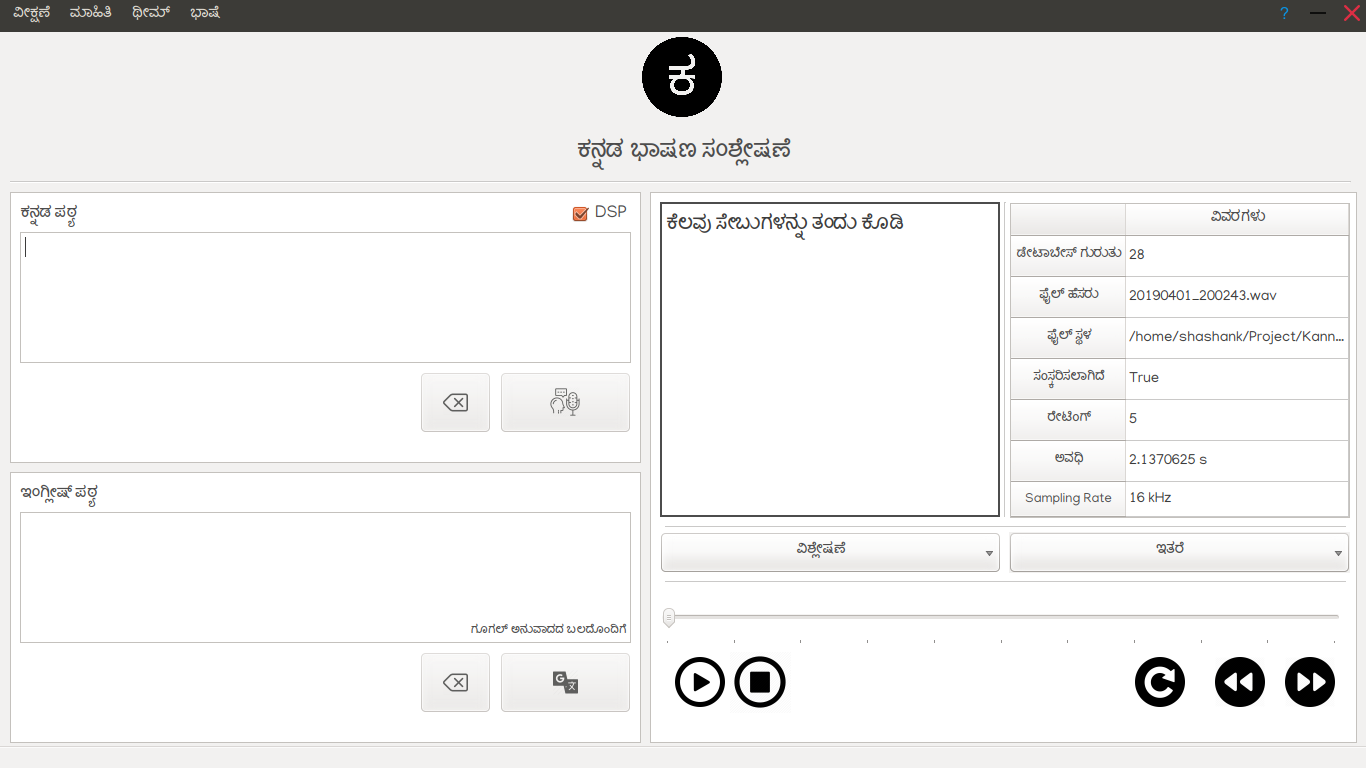 ವೀಕ್ಷಣೆ ಮಾಹಿತಿ ಥೀಮ್ ಭಾಷೆ ?
ಕ
ಕನ್ನಡ ಭಾಷಣ ಸಂಶ್ಲೇಷಣೆ
ಕನ್ನಡ ಪಠ್ಯ DSP
ಇಂಗ್ಲೀಷ್ ಪಠ್ಯ
ಗೂಗಲ್ ಅನುವಾದದ ಬಲದೊಂದಿಗೆ
G
ಕೆಲವು ಸೇಬುಗಳನ್ನು ತಂದು ಕೊಡಿ
ವಿವರಗಳು
ಡೇಟಾಬೇಸ್ ಗುರುತು 28
ಫೈಲ್ ಹೆಸರು 20190401_200243.wav
ಫೈಲ್ ಸ್ಥಳ /home/shashank/Project/Kann...
ಸಂಸ್ಕರಿಸಲಾಗಿದೆ True
ರೇಟಿಂಗ್ 5
ಅವಧಿ 2.1370625 s
Sampling Rate 16 kHz
ವಿಶ್ಲೇಷಣೆ ಇತರೆ